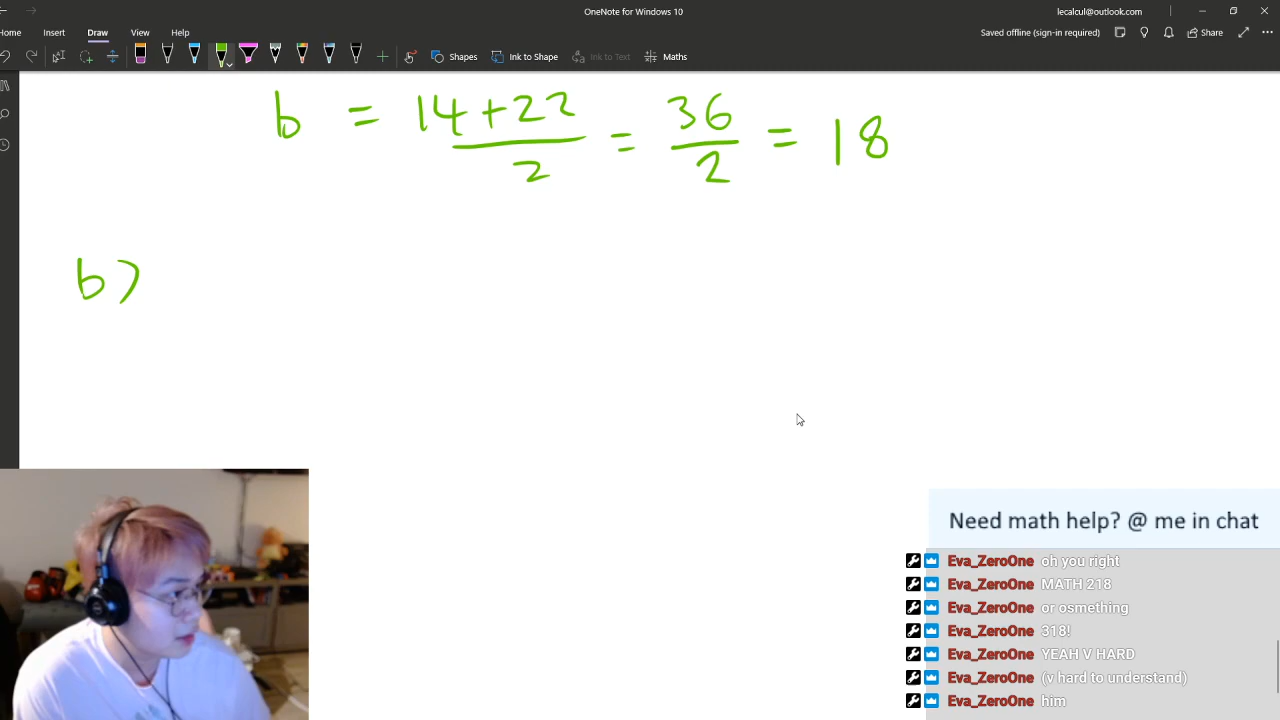 OneNote for Windows 10
lecalcul@outlook.com
Home Insert Draw View Help
Saved offline (sign-in required)
Share
Shapes
Ink to Shape
Ink to Text
Maths
b = 14+22/2 = 36/2 = 18
b)
Need math help? @ me in chat
Eva_ZeroOne oh you right
Eva_ZeroOne MATH 218
Eva_ZeroOne or osmething
Eva_ZeroOne 318!
Eva_ZeroOne YEAH V HARD
Eva_ZeroOne (v hard to understand)
Eva_ZeroOne him